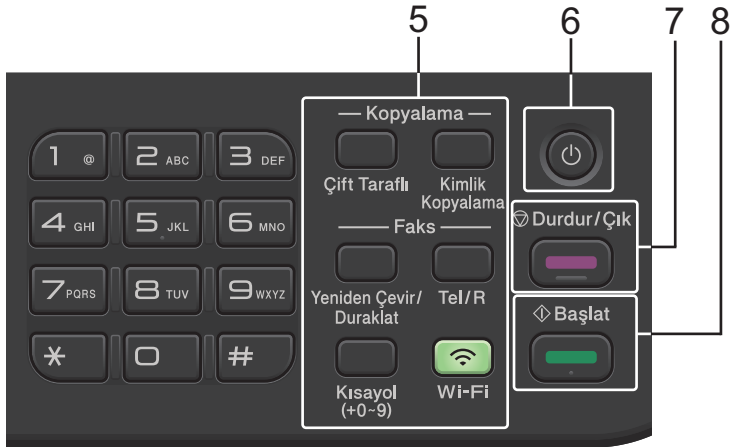 5 6 7 8
Kopyalama
1 @ 2 ABC 3 DEF
Çift Taraflı Kimlik Kopyalama
4 GHI 5 JKL 6 MNO
Durdur/Çık
Faks
7 PQRS 8 TUV 9 WXYZ
Yeniden Çevir/ Tel/R
Duraklat
Başlat
* 0 #
Kısayol Wi-Fi
(+0~9)